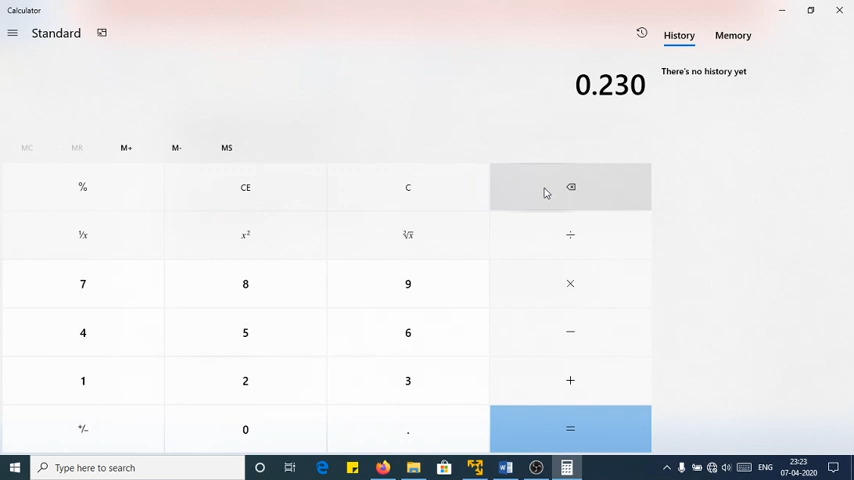 Calculator
Standard
History Memory
0.230
There's no history yet
MC MR M+ M- MS
% CE C
¹/x x² ²√x ÷
7 8 9 ×
4 5 6 −
1 2 3 +
+/− 0 . =
Type here to search
ENG
23:23
07-04-2020